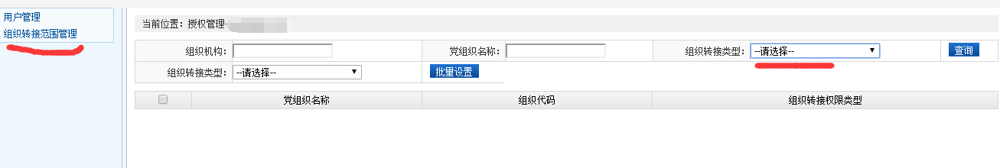 用户管理
组织转接范围管理
当前位置：授权管理-
组织机构： 党组织名称： 组织转接类型： --请选择-- 查询
组织转接类型： --请选择-- 批量设置
党组织名称 组织代码 组织转接权限类型